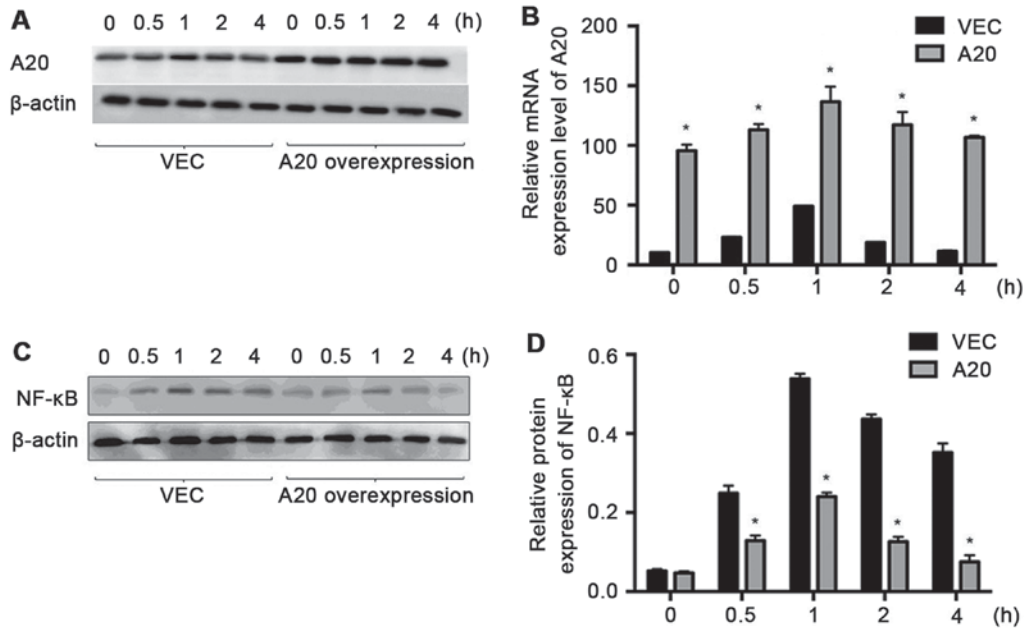 A
0 0.5 1 2 4 0 0.5 1 2 4 (h)
A20
β-actin
VEC A20 overexpression
B
VEC
A20
Relative mRNA
expression level of A20
200
150
100
50
0
* * * * *
0 0.5 1 2 4 (h)
C
0 0.5 1 2 4 0 0.5 1 2 4 (h)
NF-κB
β-actin
VEC A20 overexpression
D
VEC
A20
Relative protein
expression of NF-κB
0.6
0.4
0.2
0.0
* * * *
0 0.5 1 2 4 (h)